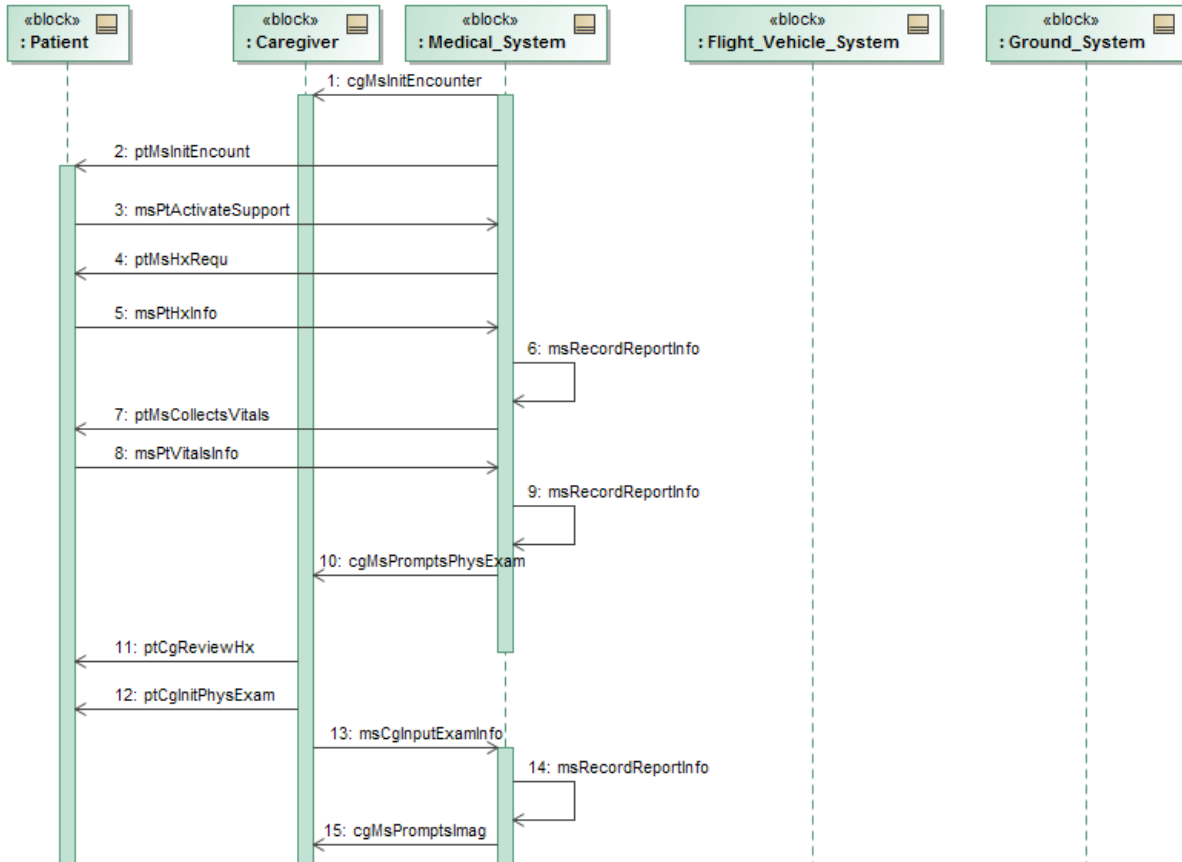 «block»
: Patient
«block»
: Caregiver
«block»
: Medical_System
«block»
: Flight_Vehicle_System
«block»
: Ground_System
1: cgMsInitEncounter
2: ptMsInitEncount
3: msPtActivateSupport
4: ptMsHxRequ
5: msPtHxInfo
6: msRecordReportInfo
7: ptMsCollectsVitals
8: msPtVitalsInfo
9: msRecordReportInfo
10: cgMsPromptsPhysExam
11: ptCgReviewHx
12: ptCgInitPhysExam
13: msCgInputExamInfo
14: msRecordReportInfo
15: cgMsPromptsImag